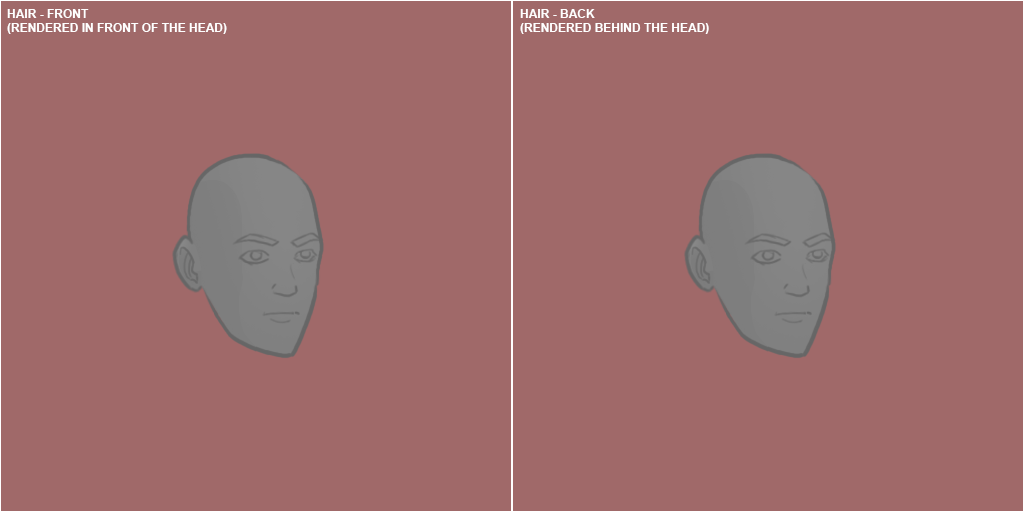 HAIR - FRONT
(RENDERED IN FRONT OF THE HEAD)
HAIR - BACK
(RENDERED BEHIND THE HEAD)